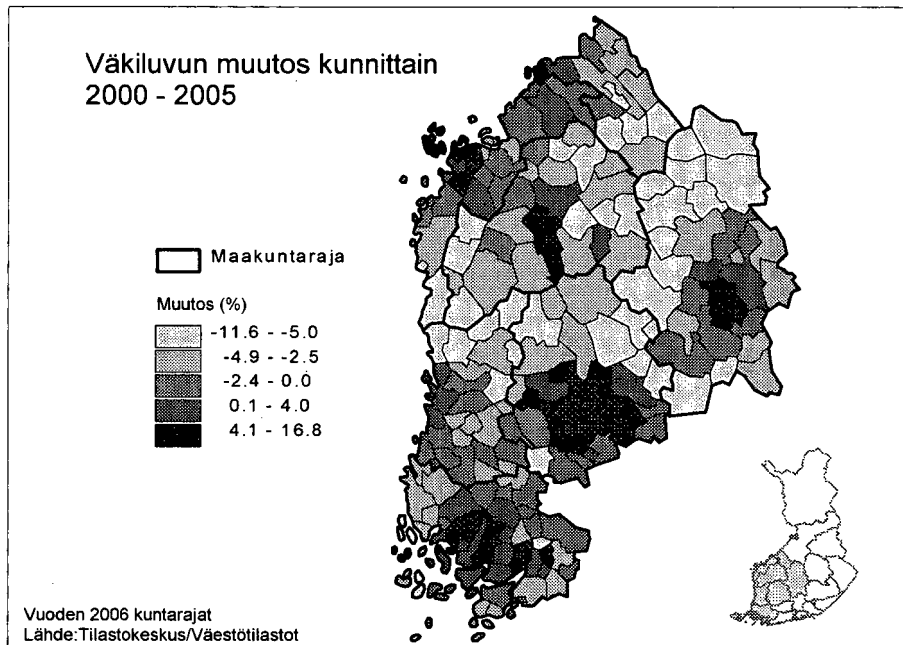 Väkiluvun muutos kunnittain
2000 - 2005
Maakuntaraja
Muutos (%)
-11.6 - -5.0
-4.9 - -2.5
-2.4 - 0.0
0.1 - 4.0
4.1 - 16.8
Vuoden 2006 kuntarajat
Lähde:Tilastokeskus/Väestötilastot